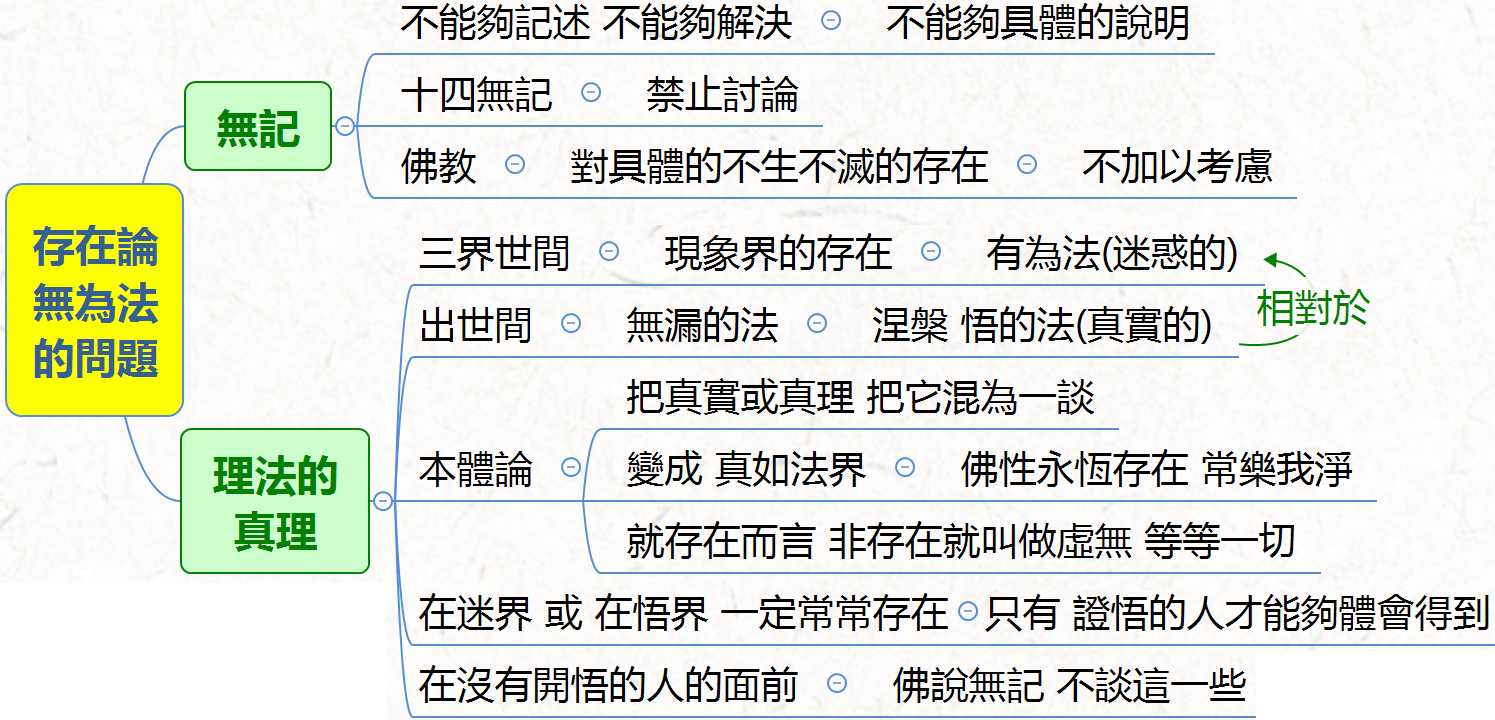 不能夠記述 不能夠解決 不能夠具體的說明
十四無記 禁止討論
無記
佛教 對具體的不生不滅的存在 不加以考慮
存在論
無為法
的問題
三界世間 現象界的存在 有為法(迷惑的)
相對於
出世間 無漏的法 涅槃 悟的法(真實的)
理法的
真理
本體論
把真實或真理 把它混為一談
變成 真如法界 佛性永恆存在 常樂我淨
就存在而言 非存在就叫做虛無 等等一切
在迷界 或 在悟界 一定常常存在 只有 證悟的人才能夠體會得到
在沒有開悟的人的面前 佛說無記 不談這一些